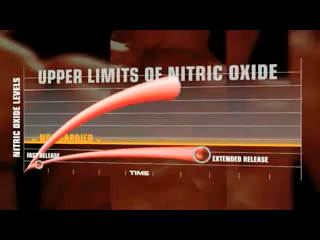 UPPER LIMITS OF NITRIC OXIDE
NITRIC OXIDE LEVELS
FAST RELEASE
EXTENDED RELEASE
TIME